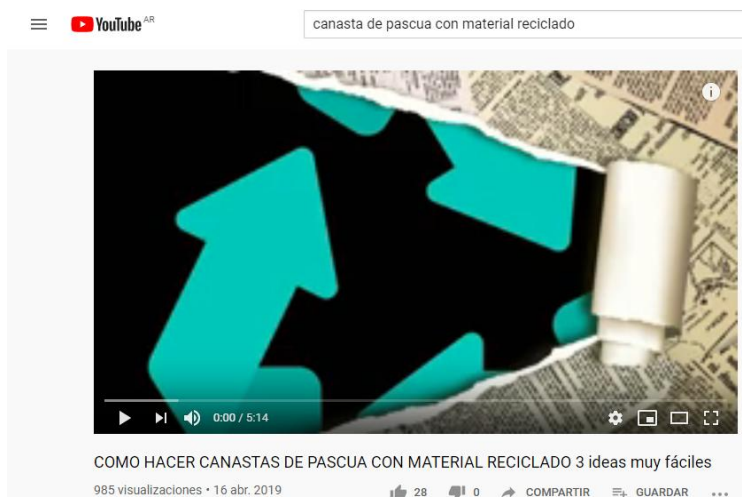 YouTube AR
canasta de pascua con material reciclado
0:00 / 5:14
COMO HACER CANASTAS DE PASCUA CON MATERIAL RECICLADO 3 ideas muy fáciles
985 visualizaciones • 16 abr. 2019 28 0 COMPARTIR GUARDAR